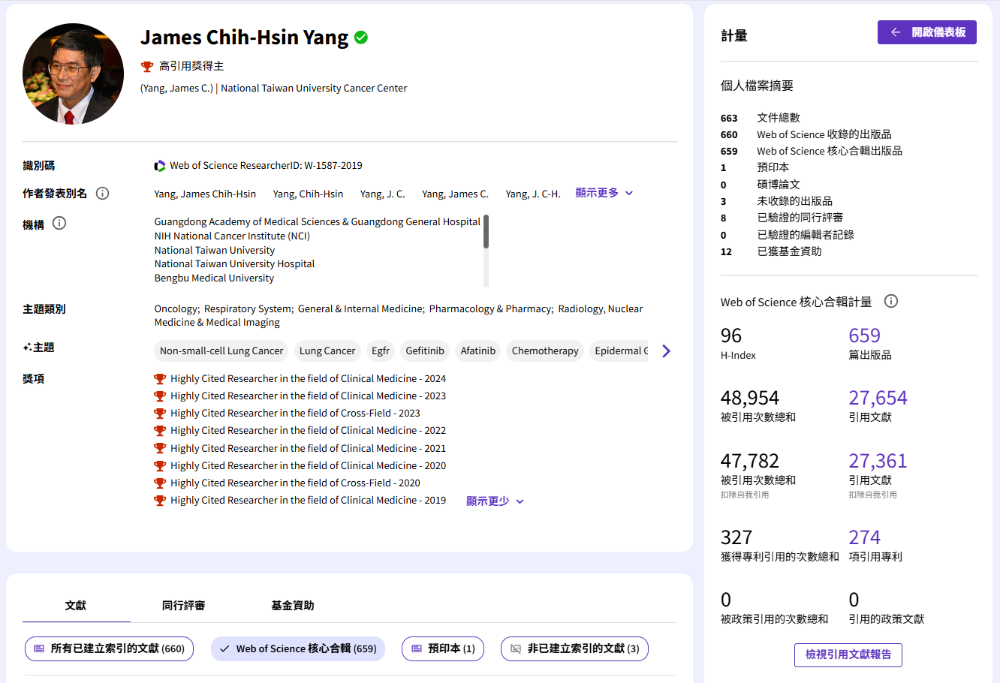 James Chih-Hsin Yang
高引用獎得主
(Yang, James C.) | National Taiwan University Cancer Center
識別碼
Web of Science ResearcherID: W-1587-2019
作者發表別名
Yang, James Chih-Hsin Yang, Chih-Hsin Yang, J. C. Yang, James C. Yang, J. C-H. 顯示更多
機構
Guangdong Academy of Medical Sciences & Guangdong General Hospital
NIH National Cancer Institute (NCI)
National Taiwan University
National Taiwan University Hospital
Bengbu Medical University
主題類別
Oncology; Respiratory System; General & Internal Medicine; Pharmacology & Pharmacy; Radiology, Nuclear
Medicine & Medical Imaging
主題
Non-small-cell Lung Cancer Lung Cancer Egfr Gefitinib Afatinib Chemotherapy Epidermal G
獎項
Highly Cited Researcher in the field of Clinical Medicine - 2024
Highly Cited Researcher in the field of Clinical Medicine - 2023
Highly Cited Researcher in the field of Cross-Field - 2023
Highly Cited Researcher in the field of Clinical Medicine - 2022
Highly Cited Researcher in the field of Clinical Medicine - 2021
Highly Cited Researcher in the field of Clinical Medicine - 2020
Highly Cited Researcher in the field of Cross-Field - 2020
Highly Cited Researcher in the field of Clinical Medicine - 2019 顯示更少
文獻 同行評審 基金資助
所有已建立索引的文獻 (660) Web of Science 核心合輯 (659) 預印本 (1) 非已建立索引的文獻 (3)
計量 開啟儀表板
個人檔案摘要
663 文件總數
660 Web of Science 收錄的出版品
659 Web of Science 核心合輯出版品
1 預印本
0 碩博論文
3 未收錄的出版品
8 已驗證的同行評審
0 已驗證的編輯者記錄
12 已獲基金資助
Web of Science 核心合輯計量
96 659
H-Index 篇出版品
48,954 27,654
被引用次數總和 引用文獻
47,782 27,361
被引用次數總和 引用文獻
扣除自我引用 扣除自我引用
327 274
獲得專利引用的次數總和 項引用專利
0 0
被政策引用的次數總和 引用的政策文獻
檢視引用文獻報告